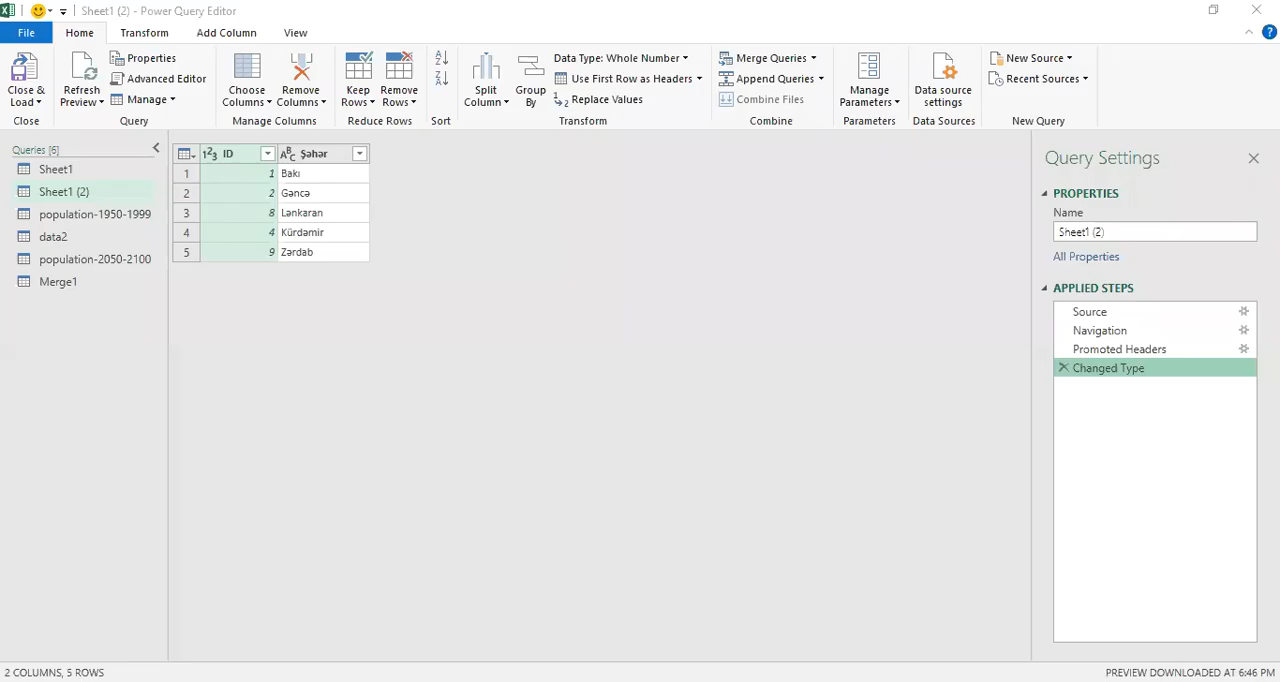 Sheet1 (2) - Power Query Editor
File Home Transform Add Column View
Close & Load
Close
Refresh Preview
Properties
Advanced Editor
Manage
Query
Choose Columns
Remove Columns
Manage Columns
Keep Rows
Remove Rows
Reduce Rows
Sort
Split Column
Group By
Data Type: Whole Number
Use First Row as Headers
Replace Values
Transform
Merge Queries
Append Queries
Combine Files
Combine
Manage Parameters
Parameters
Data source settings
Data Sources
New Source
Recent Sources
New Query
Queries [6]
Sheet1
Sheet1 (2)
population-1950-1999
data2
population-2050-2100
Merge1
ID Şəhər
1 1 Bakı
2 2 Gəncə
3 8 Lənkaran
4 4 Kürdəmir
5 9 Zərdab
Query Settings
PROPERTIES
Name
Sheet1 (2)
All Properties
APPLIED STEPS
Source
Navigation
Promoted Headers
Changed Type
2 COLUMNS, 5 ROWS
PREVIEW DOWNLOADED AT 6:46 PM